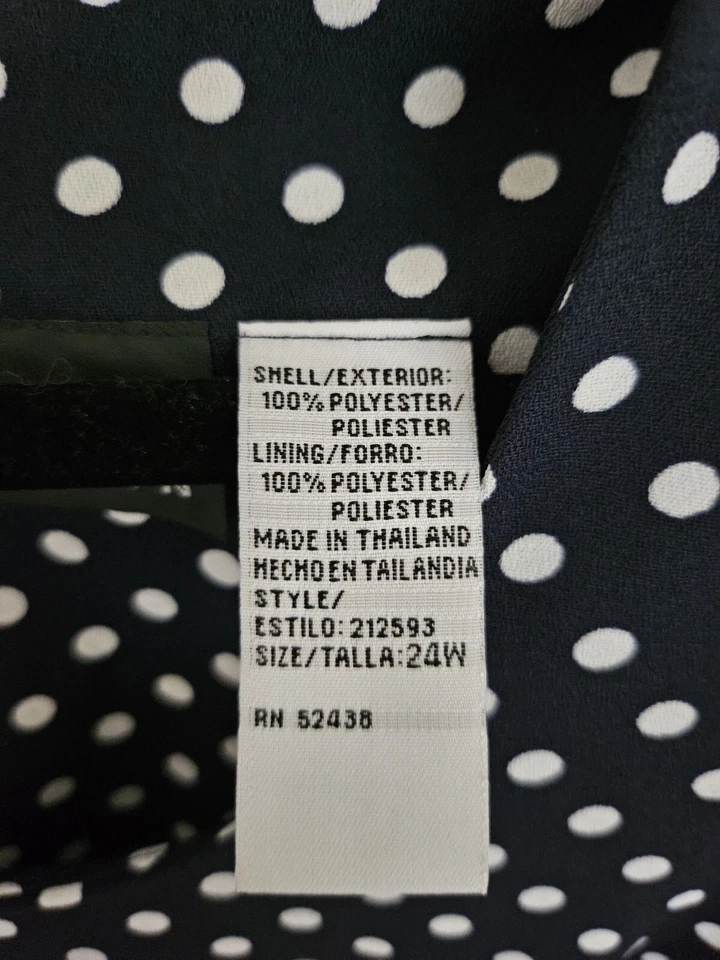 SHELL/EXTERIOR:
100% POLYESTER/
POLIESTER
LINING/FORRO:
100% POLYESTER/
POLIESTER
MADE IN THAILAND
HECHO EN TAILANDIA
STYLE/
ESTILO: 212593
SIZE/TALLA: 24W
RN 52438